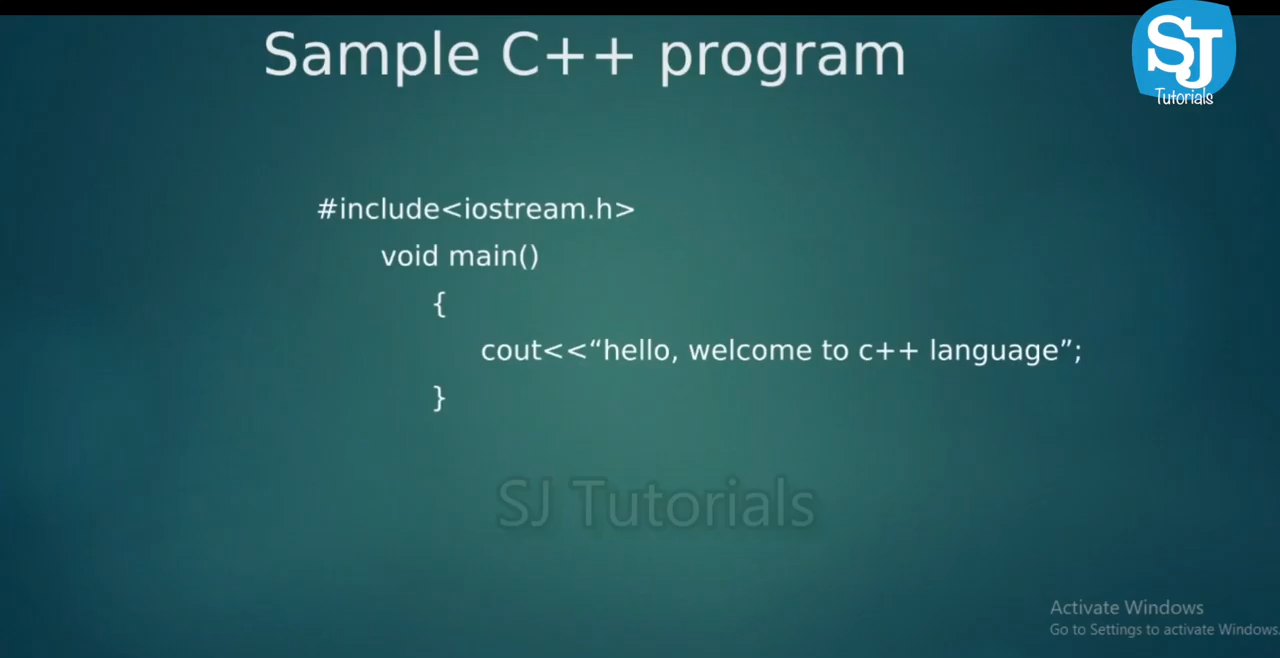 Sample C++ program
SJ
Tutorials
#include<iostream.h>
void main()
{
cout<<“hello, welcome to c++ language”;
}
SJ Tutorials
Activate Windows
Go to Settings to activate Windows.